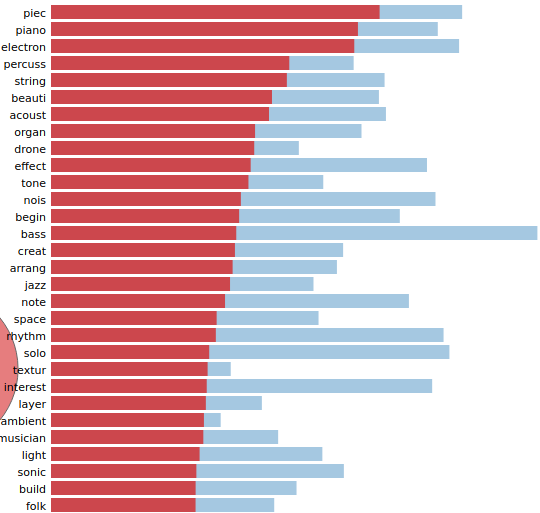 piec
piano
electron
percuss
string
beauti
acoust
organ
drone
effect
tone
nois
begin
bass
creat
arrang
jazz
note
space
rhythm
solo
textur
interest
layer
ambient
musician
light
sonic
build
folk